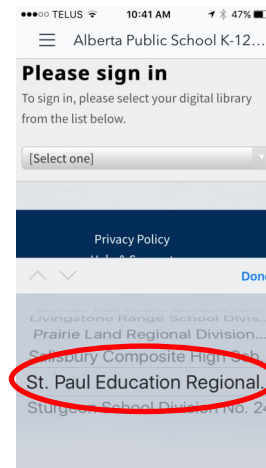 TELUS 10:41 AM 47%
Alberta Public School K-12...
Please sign in
To sign in, please select your digital library
from the list below.
[Select one]
Privacy Policy
Don
Livingstone Range School Divis...
Prairie Land Regional Division...
Salisbury Composite High Sch...
St. Paul Education Regional...
Sturgeon School Division No. 24